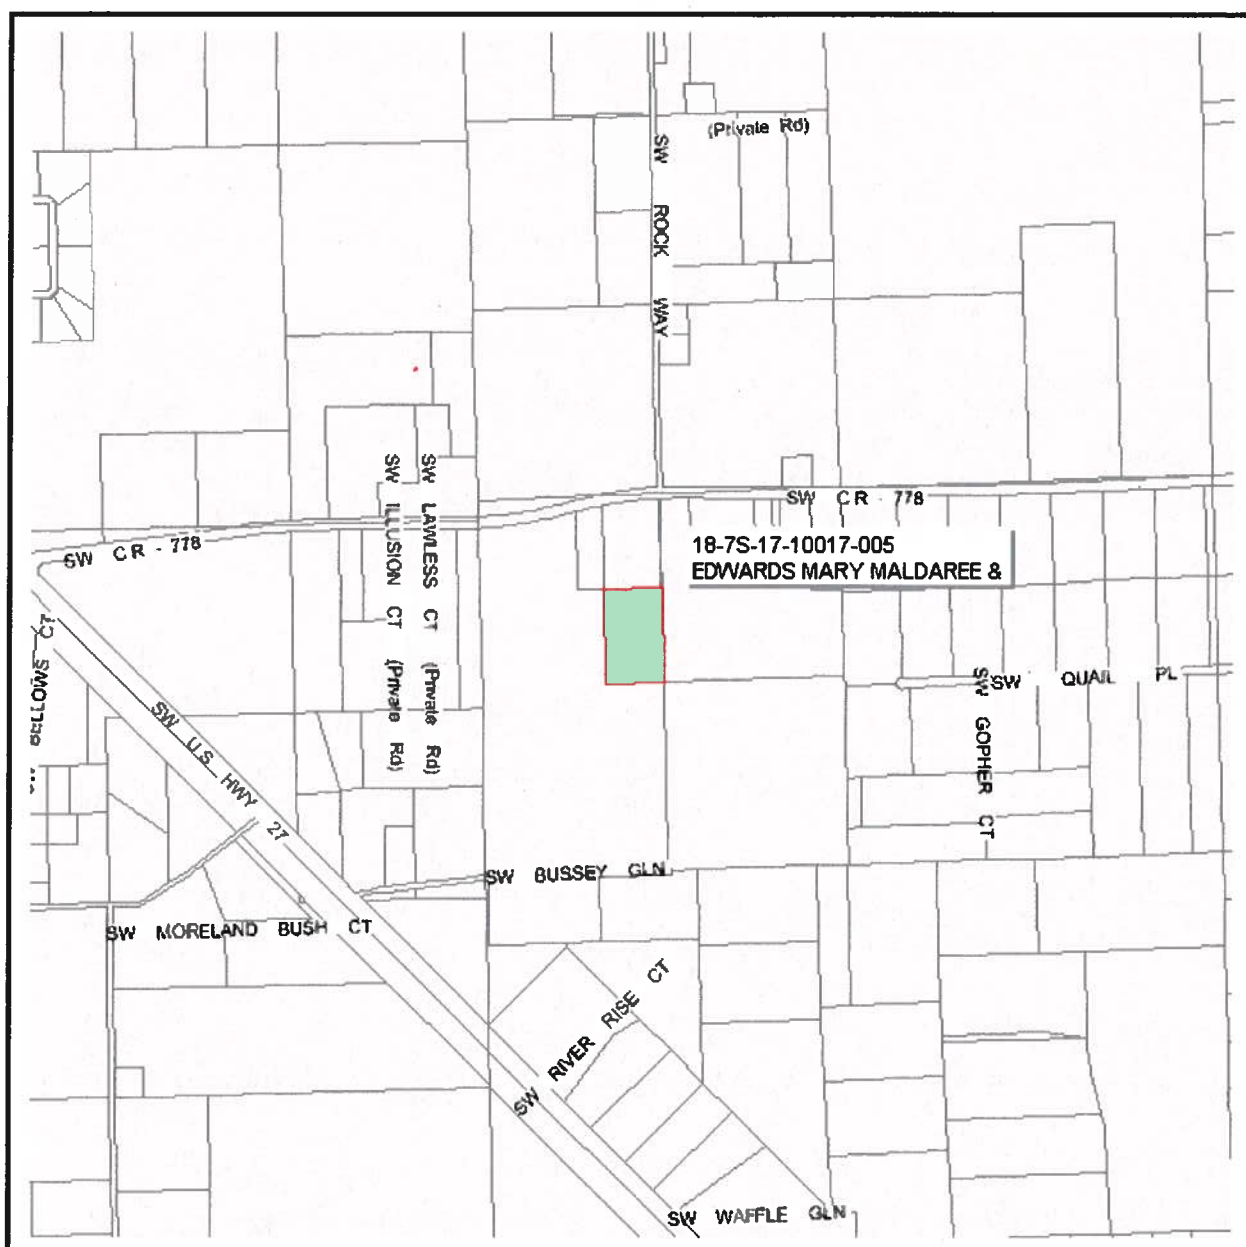 (Private Rd)
SW ROCK WAY
SW CR - 778
SW LAWLESS CT (Private Rd)
SW ILLUSION CT (Private Rd)
18-7S-17-10017-005
EDWARDS MARY MALDAREE &
SW CR - 778
SW QUAIL PL
SW GOPHER CT
SW U.S. HWY 27
SW BUSSEY GLN
SW MORELAND BUSH CT
SW RIVER RISE CT
SW WAFFLE GLN